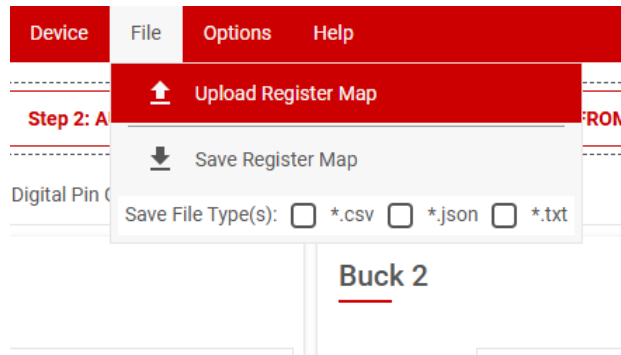 Device File Options Help
Upload Register Map
Step 2: A
FROM
Save Register Map
Digital Pin
Save File Type(s): *.csv *.json *.txt
Buck 2